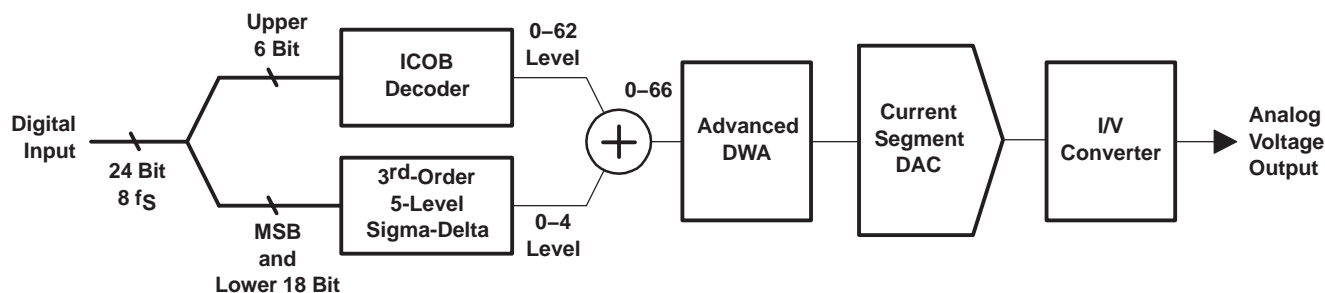 Digital
Input
24 Bit
8 fS
Upper
6 Bit
ICOB
Decoder
0–62
Level
MSB
and
Lower 18 Bit
3rd-Order
5-Level
Sigma-Delta
0–4
Level
0–66
+
Advanced
DWA
Current
Segment
DAC
I/V
Converter
Analog
Voltage
Output